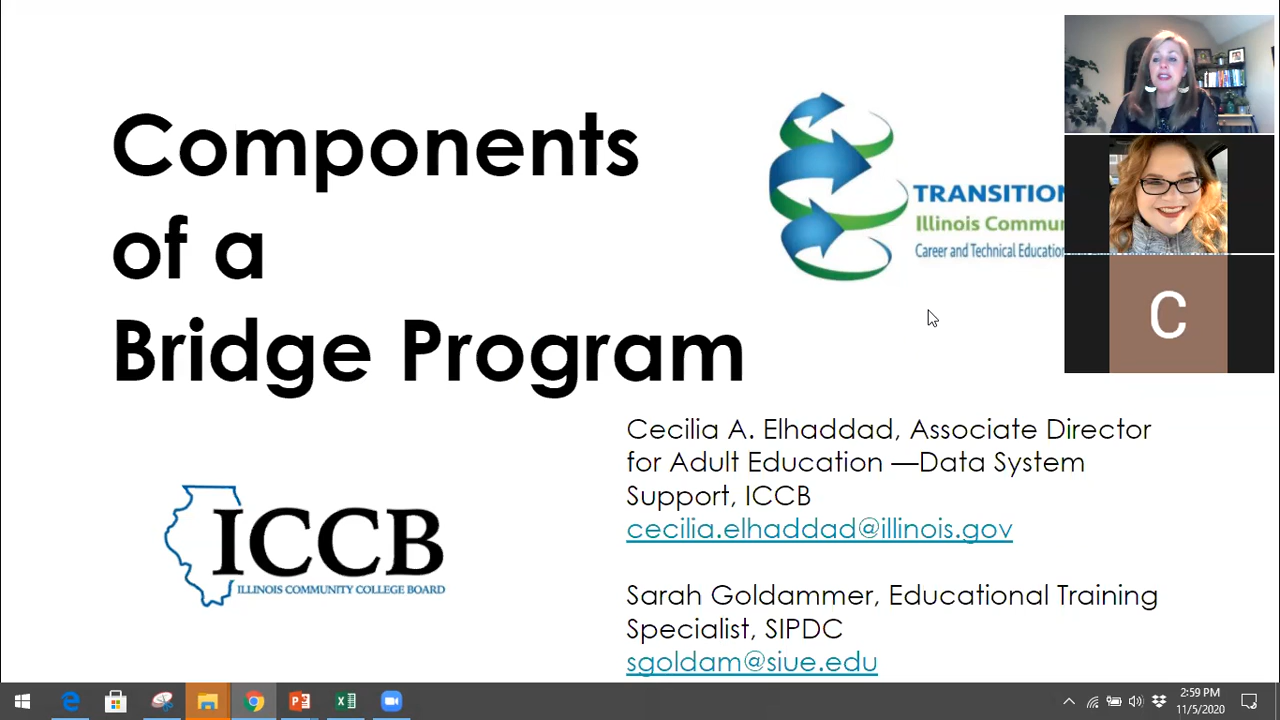 Components
of a
Bridge Program
TRANSITION
Illinois Commu
Career and Technical Education
ICCB
ILLINOIS COMMUNITY COLLEGE BOARD
Cecilia A. Elhaddad, Associate Director
for Adult Education —Data System
Support, ICCB
cecilia.elhaddad@illinois.gov
Sarah Goldammer, Educational Training
Specialist, SIPDC
sgoldam@siue.edu
C
2:59 PM
11/5/2020